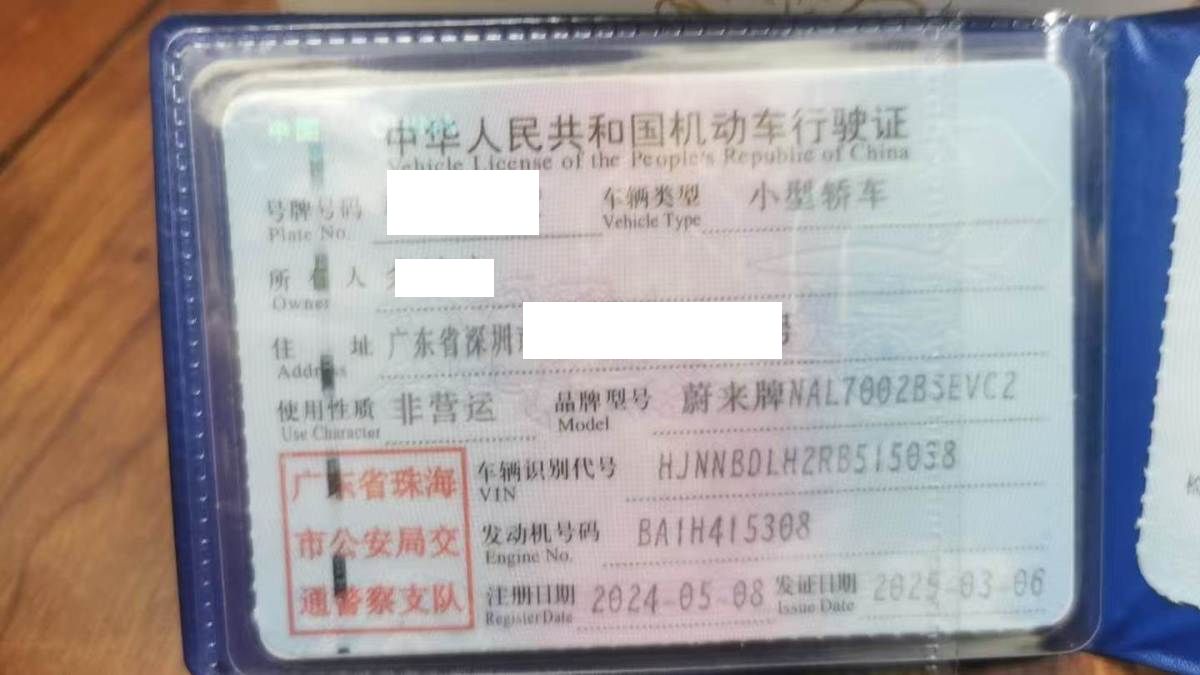 中华人民共和国机动车行驶证
Vehicle License of the People's Republic of China
号牌号码 车辆类型 小型轿车
Plate No. Vehicle Type
所有人
Owner
住址 广东省深圳
Address
使用性质 非营运 品牌型号 蔚来牌NAL7002B3EVC2
Use Character Model
广东省珠海 车辆识别代号 HJNNBDLH2RB515038
VIN
市公安局交 发动机号码 BA1H415308
Engine No.
通警察支队 注册日期 2024-05-08 发证日期 2025-03-06
Register Date Issue Date